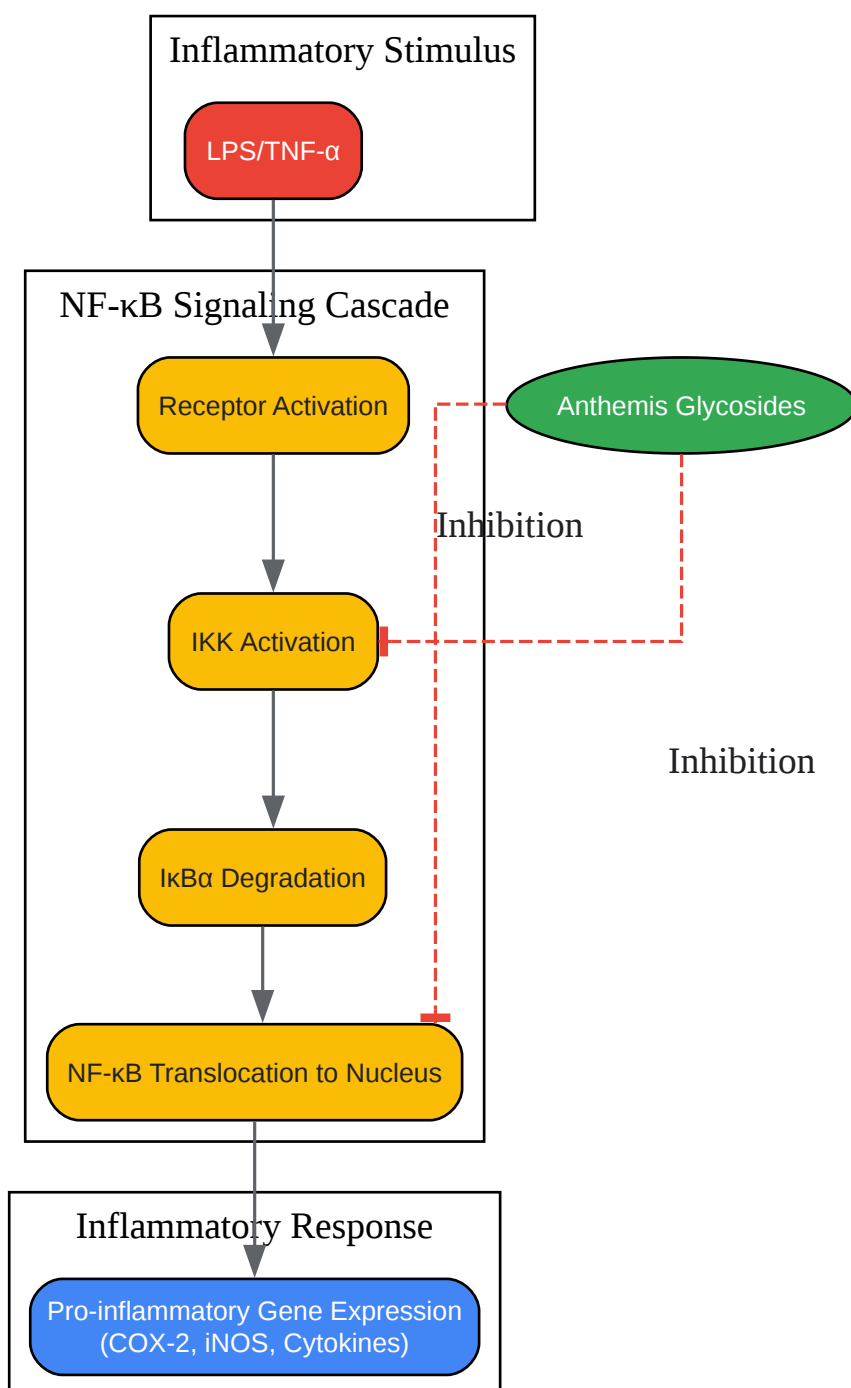 Inflammatory Stimulus
LPS/TNF-α
NF-κB Signaling Cascade
Receptor Activation
Anthemis Glycosides
Inhibition
IKK Activation
Inhibition
IκBα Degradation
NF-κB Translocation to Nucleus
Inflammatory Response
Pro-inflammatory Gene Expression
(COX-2, iNOS, Cytokines)